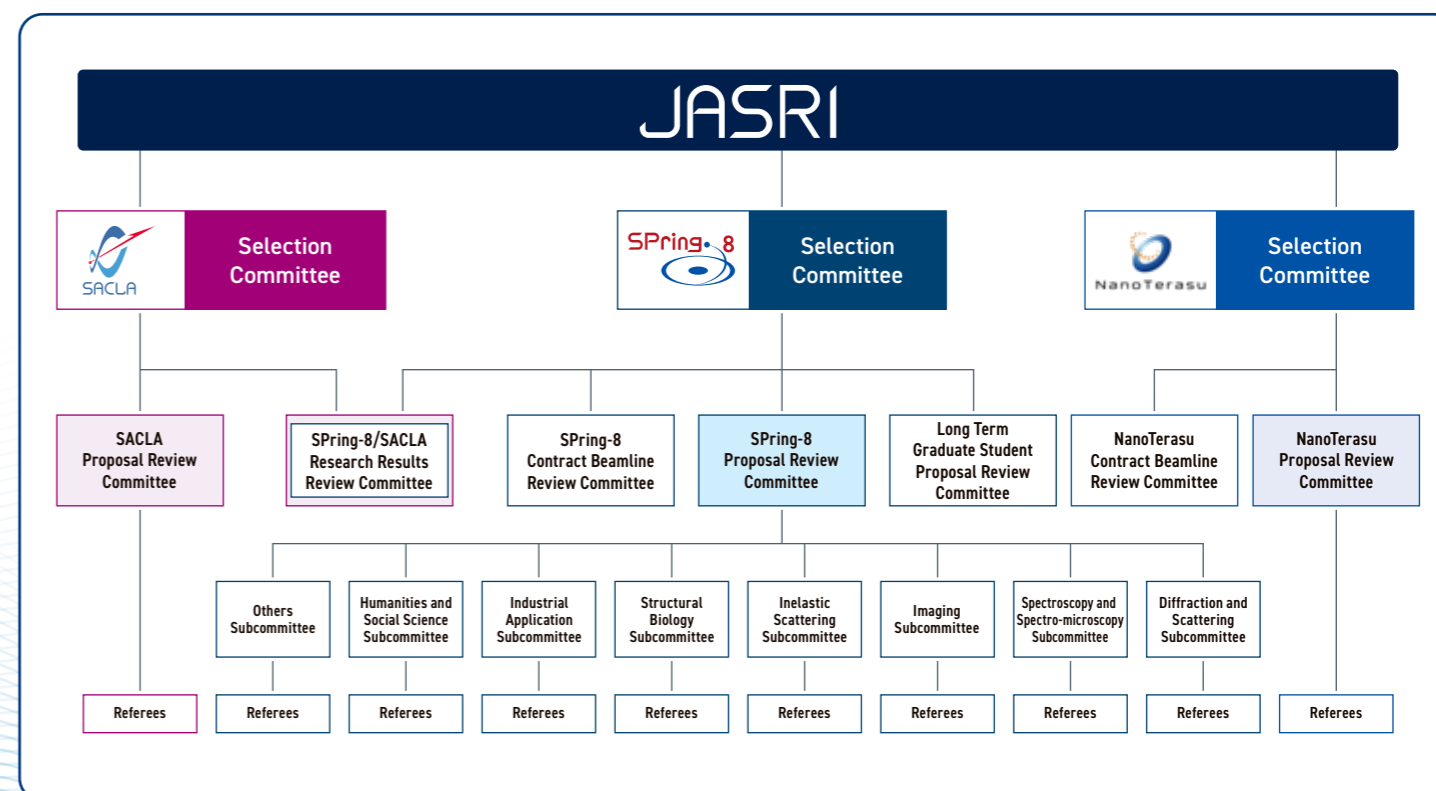 JASRI
SACLA
Selection
Committee
SPring-8
Selection
Committee
NanoTerasu
Selection
Committee
SACLA
Proposal Review
Committee
SPring-8/SACLA
Research Results
Review Committee
SPring-8
Contract Beamline
Review Committee
SPring-8
Proposal Review
Committee
Long Term
Graduate Student
Proposal Review
Committee
NanoTerasu
Contract Beamline
Review Committee
NanoTerasu
Proposal Review
Committee
Others
Subcommittee
Humanities and
Social Science
Subcommittee
Industrial
Application
Subcommittee
Structural
Biology
Subcommittee
Inelastic
Scattering
Subcommittee
Imaging
Subcommittee
Spectroscopy and
Spectro-microscopy
Subcommittee
Diffraction and
Scattering
Subcommittee
Referees
Referees
Referees
Referees
Referees
Referees
Referees
Referees
Referees
Referees